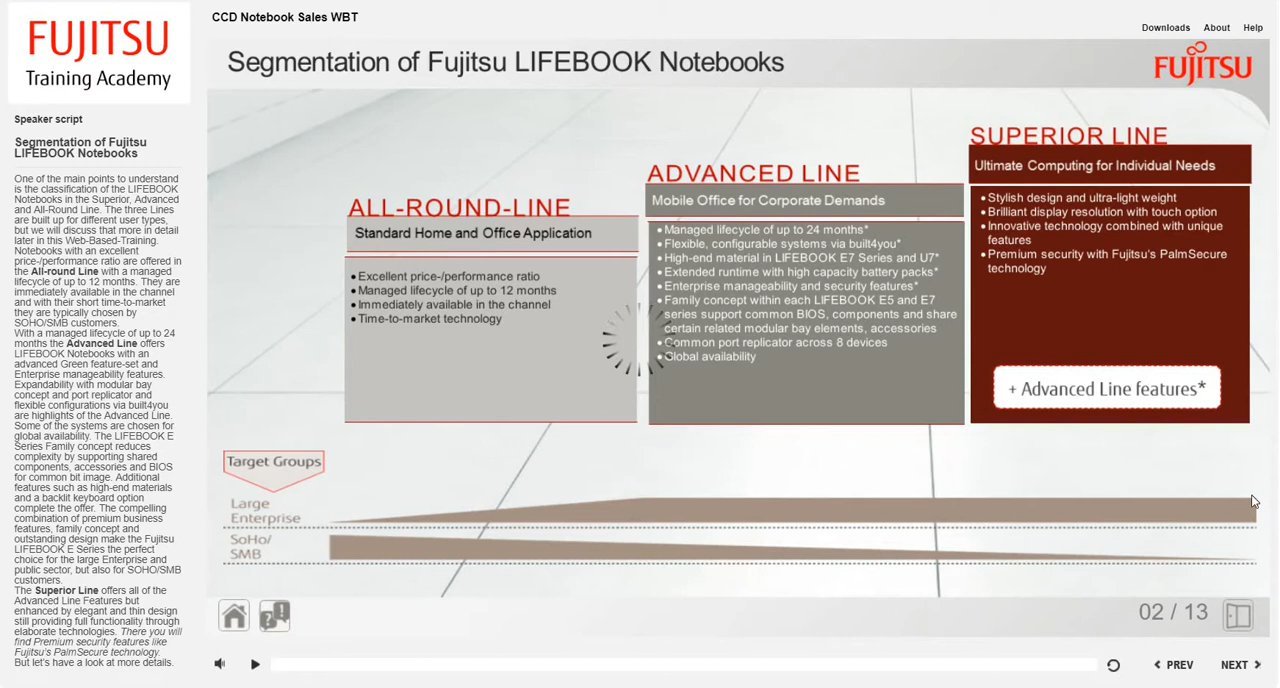 FUJITSU
Training Academy
CCD Notebook Sales WBT
Downloads About Help
Segmentation of Fujitsu LIFEBOOK Notebooks
FUJITSU
Speaker script
Segmentation of Fujitsu
LIFEBOOK Notebooks
One of the main points to understand
is the classification of the LIFEBOOK
Notebooks in the Superior, Advanced
and All-Round Line. The three Lines
are built up for different user types,
but we will discuss that more in detail
later in this Web-Based-Training.
Notebooks with an excellent
price-/performance ratio are offered in
the All-round Line with a managed
lifecycle of up to 12 months. They are
immediately available in the channel
and with their short time-to-market
they are typically chosen by
SOHO/SMB customers.
With a managed lifecycle of up to 24
months the Advanced Line offers
LIFEBOOK Notebooks with an
advanced Green feature-set and
Enterprise manageability features.
Expandability with modular bay
concept and port replicator and
flexible configurations via built4you
are highlights of the Advanced Line.
Some of the systems are chosen for
global availability. The LIFEBOOK E
Series Family concept reduces
complexity by supporting shared
components, accessories and BIOS
for common bit image. Additional
features such as high-end materials
and a backlit keyboard option
complete the offer. The compelling
combination of premium business
features, family concept and
outstanding design make the Fujitsu
LIFEBOOK E Series the perfect
choice for the large Enterprise and
public sector, but also for SOHO/SMB
customers.
The Superior Line offers all of the
Advanced Line Features but
enhanced by elegant and thin design
still providing full functionality through
elaborate technologies. There you will
find Premium security features like
Fujitsu's PalmSecure technology.
But let's have a look at more details.
ALL-ROUND-LINE
Standard Home and Office Application
• Excellent price-/performance ratio
• Managed lifecycle of up to 12 months
• Immediately available in the channel
• Time-to-market technology
ADVANCED LINE
Mobile Office for Corporate Demands
• Managed lifecycle of up to 24 months*
• Flexible, configurable systems via built4you*
• High-end material in LIFEBOOK E7 Series and U7*
• Extended runtime with high capacity battery packs*
• Enterprise manageability and security features*
• Family concept within each LIFEBOOK E5 and E7
series support common BIOS, components and share
certain related modular bay elements, accessories
• Common port replicator across 8 devices
• Global availability
SUPERIOR LINE
Ultimate Computing for Individual Needs
• Stylish design and ultra-light weight
• Brilliant display resolution with touch option
• Innovative technology combined with unique
features
• Premium security with Fujitsu's PalmSecure
technology
+ Advanced Line features*
Target Groups
Large
Enterprise
SoHo/
SMB
02 / 13
PREV NEXT